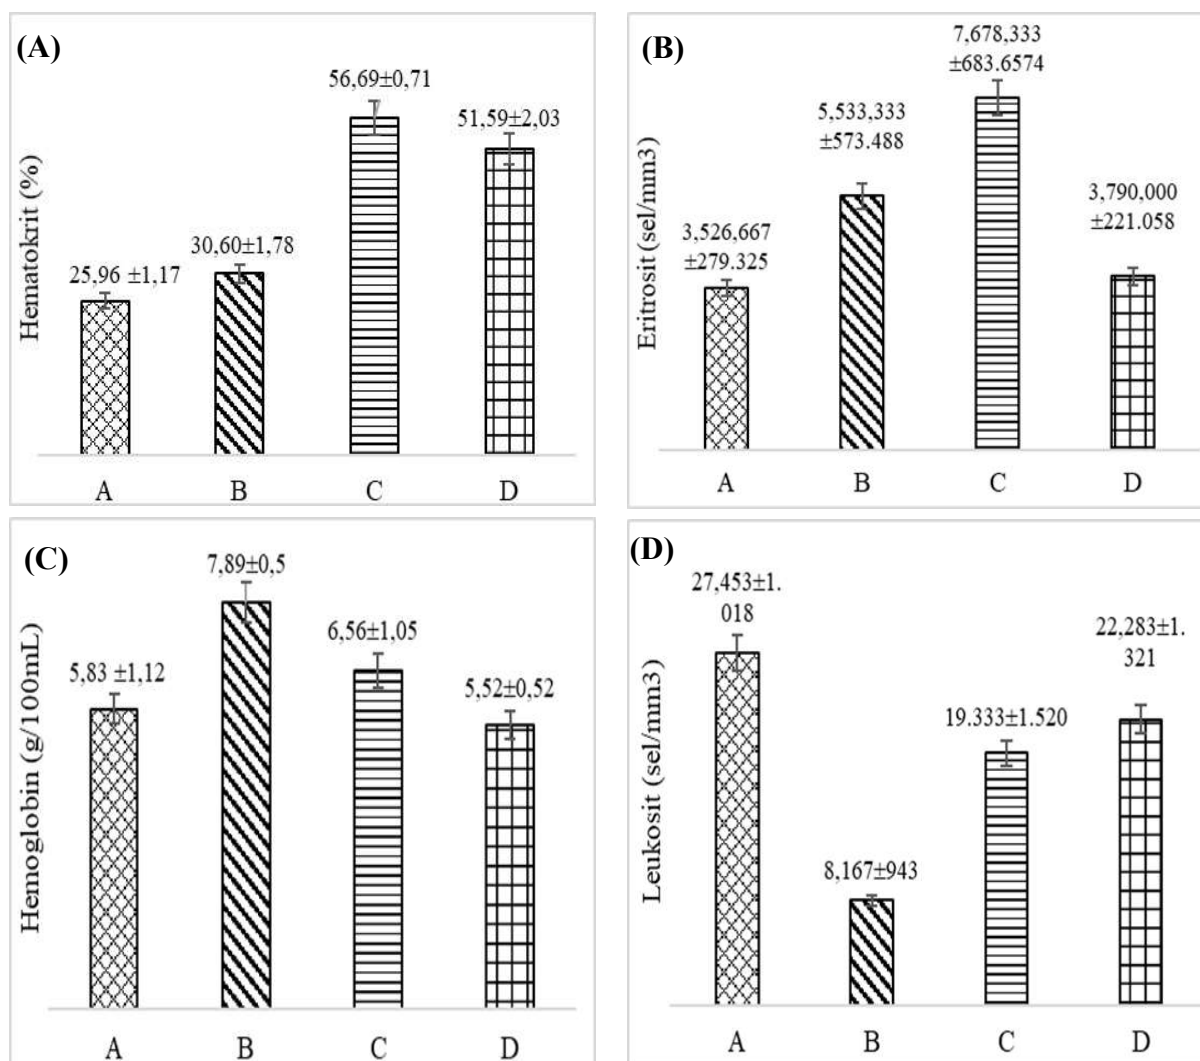 (A)
Hematokrit (%)
25,96 ±1,17
30,60±1,78
56,69±0,71
51,59±2,03
A
B
C
D
(B)
Eritrosit (sel/mm3)
3,526,667
±279.325
5,533,333
±573.488
7,678,333
±683.6574
3,790,000
±221.058
A
B
C
D
(C)
Hemoglobin (g/100mL)
5,83 ±1,12
7,89±0,5
6,56±1,05
5,52±0,52
A
B
C
D
(D)
Leukosit (sel/mm3)
27,453±1.
018
8,167±943
19.333±1.520
22,283±1.
321
A
B
C
D